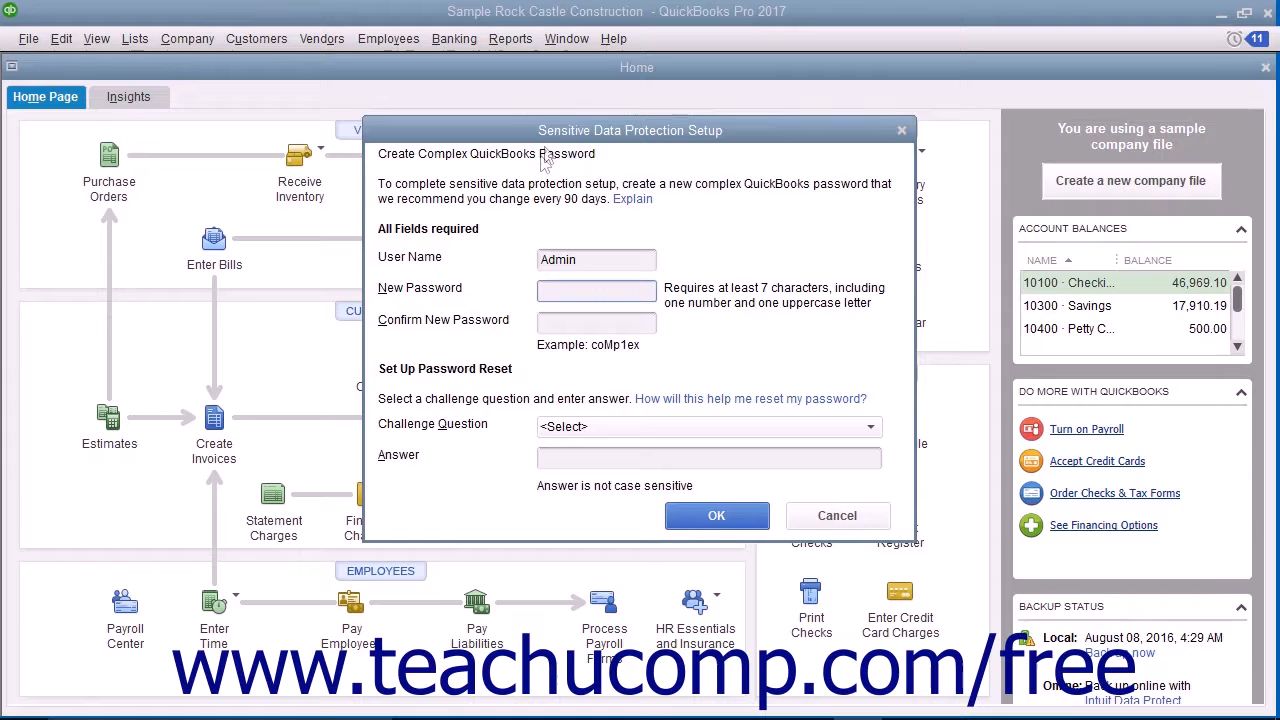 Sample Rock Castle Construction - QuickBooks Pro 2017
File Edit View Lists Company Customers Vendors Employees Banking Reports Window Help
11
Home
Home Page Insights
Purchase
Orders
Receive
Inventory
Enter Bills
Estimates
Create
Invoices
Statement
Charges
EMPLOYEES
Payroll
Center
Enter
Time
Pay
Employees
Pay
Liabilities
Process
Payroll
Forms
HR Essentials
and Insurance
Print
Checks
Enter Credit
Card Charges
Checks
Register
Sensitive Data Protection Setup
Create Complex QuickBooks Password
To complete sensitive data protection setup, create a new complex QuickBooks password that
we recommend you change every 90 days. Explain
All Fields required
User Name Admin
New Password Requires at least 7 characters, including
one number and one uppercase letter
Confirm New Password
Example: coMp1ex
Set Up Password Reset
Select a challenge question and enter answer. How will this help me reset my password?
Challenge Question <Select>
Answer
Answer is not case sensitive
OK Cancel
You are using a sample
company file
Create a new company file
ACCOUNT BALANCES
NAME BALANCE
10100 · Checki... 46,969.10
10300 · Savings 17,910.19
10400 · Petty C... 500.00
DO MORE WITH QUICKBOOKS
Turn on Payroll
Accept Credit Cards
Order Checks & Tax Forms
See Financing Options
BACKUP STATUS
Local: August 08, 2016, 4:29 AM
Back up now
Online: Back up online with
Intuit Data Protect
www.teachucomp.com/free